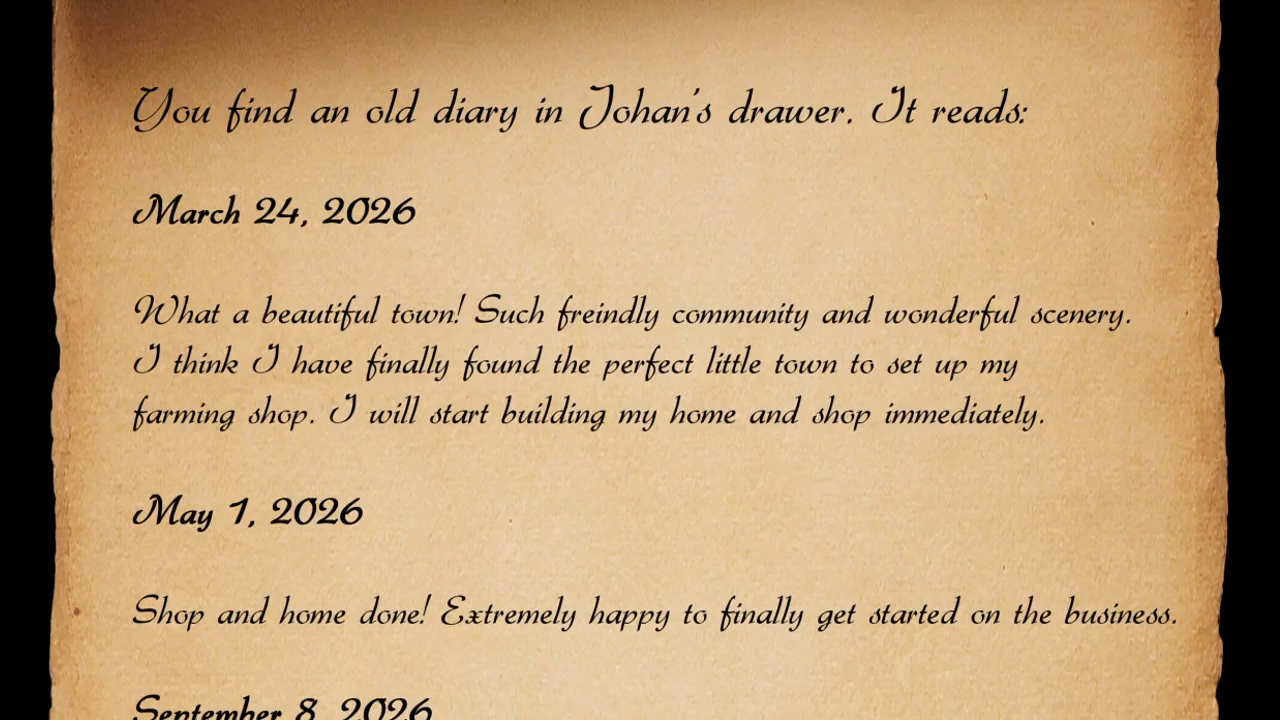 You find an old diary in Johan's drawer. It reads:
March 24, 2026
What a beautiful town! Such freindly community and wonderful scenery.
I think I have finally found the perfect little town to set up my
farming shop. I will start building my home and shop immediately.
May 1, 2026
Shop and home done! Extremely happy to finally get started on the business.
September 8, 2026